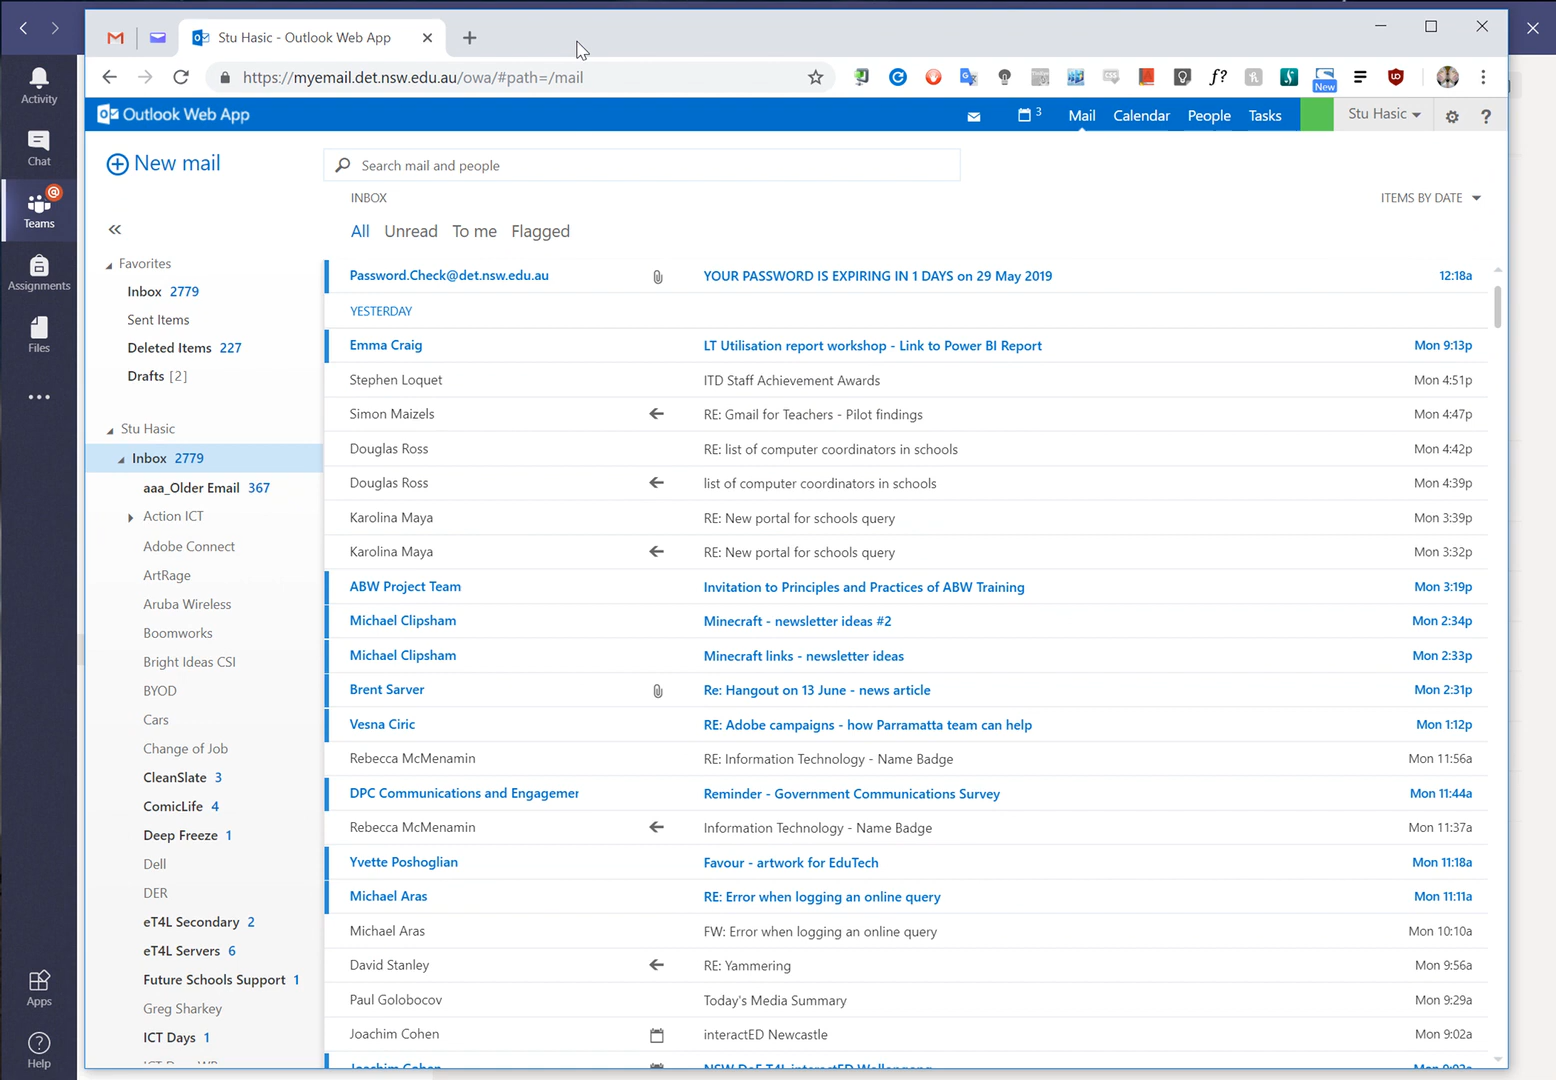 Stu Hasic - Outlook Web App
https://myemail.det.nsw.edu.au/owa/#path=/mail
f?
New
Outlook Web App
3
Mail
Calendar
People
Tasks
Stu Hasic
?
Activity
Chat
@
Teams
Assignments
Files
Apps
Help
New mail
Search mail and people
INBOX
ITEMS BY DATE
All Unread To me Flagged
Favorites
Inbox 2779
Sent Items
Deleted Items 227
Drafts [2]
Stu Hasic
Inbox 2779
aaa_Older Email 367
Action ICT
Adobe Connect
ArtRage
Aruba Wireless
Boomworks
Bright Ideas CSI
BYOD
Cars
Change of Job
CleanSlate 3
ComicLife 4
Deep Freeze 1
Dell
DER
eT4L Secondary 2
eT4L Servers 6
Future Schools Support 1
Greg Sharkey
ICT Days 1
Password.Check@det.nsw.edu.au YOUR PASSWORD IS EXPIRING IN 1 DAYS on 29 May 2019 12:18a
YESTERDAY
Emma Craig LT Utilisation report workshop - Link to Power BI Report Mon 9:13p
Stephen Loquet ITD Staff Achievement Awards Mon 4:51p
Simon Maizels RE: Gmail for Teachers - Pilot findings Mon 4:47p
Douglas Ross RE: list of computer coordinators in schools Mon 4:42p
Douglas Ross list of computer coordinators in schools Mon 4:39p
Karolina Maya RE: New portal for schools query Mon 3:39p
Karolina Maya RE: New portal for schools query Mon 3:32p
ABW Project Team Invitation to Principles and Practices of ABW Training Mon 3:19p
Michael Clipsham Minecraft - newsletter ideas #2 Mon 2:34p
Michael Clipsham Minecraft links - newsletter ideas Mon 2:33p
Brent Sarver Re: Hangout on 13 June - news article Mon 2:31p
Vesna Ciric RE: Adobe campaigns - how Parramatta team can help Mon 1:12p
Rebecca McMenamin RE: Information Technology - Name Badge Mon 11:56a
DPC Communications and Engagemer Reminder - Government Communications Survey Mon 11:44a
Rebecca McMenamin Information Technology - Name Badge Mon 11:37a
Yvette Poshoglian Favour - artwork for EduTech Mon 11:18a
Michael Aras RE: Error when logging an online query Mon 11:11a
Michael Aras FW: Error when logging an online query Mon 10:10a
David Stanley RE: Yammering Mon 9:56a
Paul Golobocov Today's Media Summary Mon 9:29a
Joachim Cohen interactED Newcastle Mon 9:02a
Joachim Cohen NSW DoE T4L interactED Wollongong